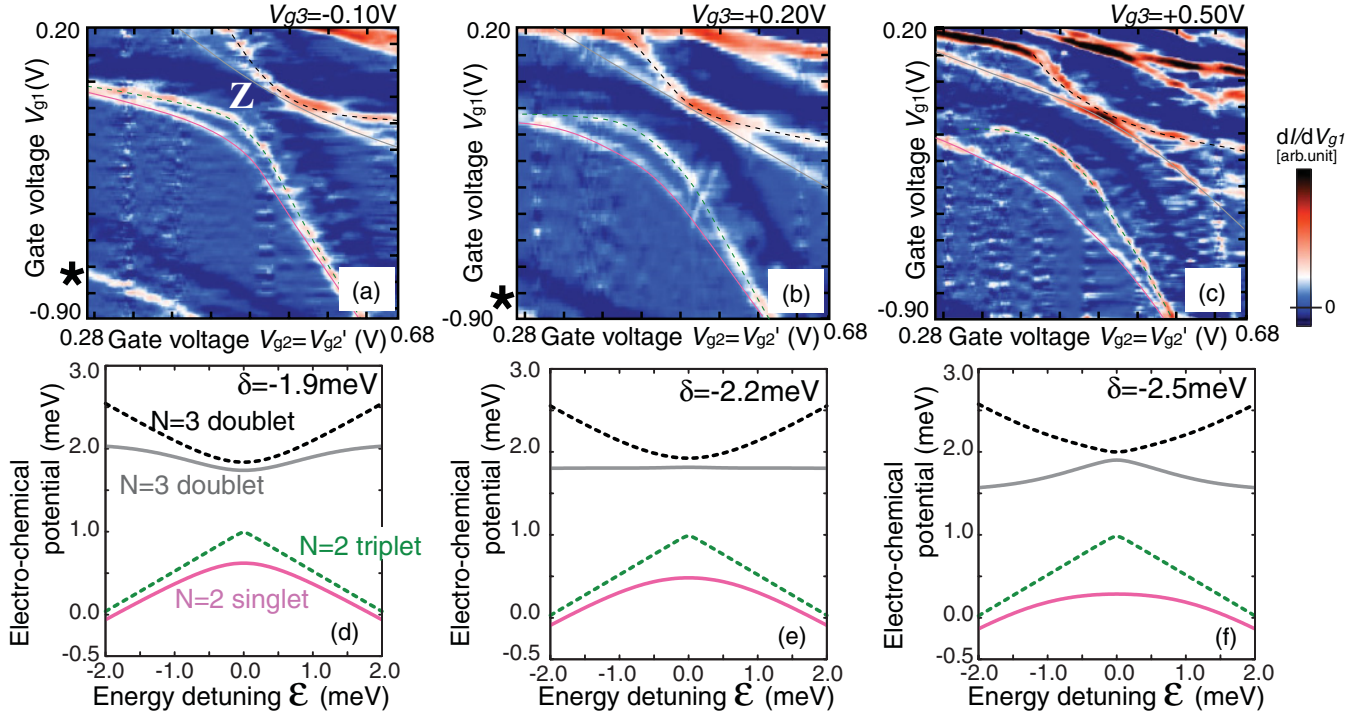 Vg3=−0.10V
Vg3=+0.20V
Vg3=+0.50V
0.20
0.20
0.20
Gate voltage Vg1(V)
Gate voltage Vg1(V)
Gate voltage Vg1(V)
Z
dI/dVg1
[arb.unit]
0
*
*
(a)
(b)
(c)
-0.90
-0.90
-0.90
0.28 Gate voltage Vg2=Vg2' (V) 0.68
0.28 Gate voltage Vg2=Vg2' (V) 0.68
0.28 Gate voltage Vg2=Vg2' (V) 0.68
Electro-chemical
potential (meV)
3.0
2.0
1.0
0.0
-0.5
δ=-1.9meV
N=3 doublet
N=3 doublet
N=2 triplet
N=2 singlet
(d)
-2.0 -1.0 0.0 1.0 2.0
Energy detuning ε (meV)
Electro-chemical
potential (meV)
3.0
2.0
1.0
0.0
-0.5
δ=-2.2meV
(e)
-2.0 -1.0 0.0 1.0 2.0
Energy detuning ε (meV)
Electro-chemical
potential (meV)
3.0
2.0
1.0
0.0
-0.5
δ=-2.5meV
(f)
-2.0 -1.0 0.0 1.0 2.0
Energy detuning ε (meV)